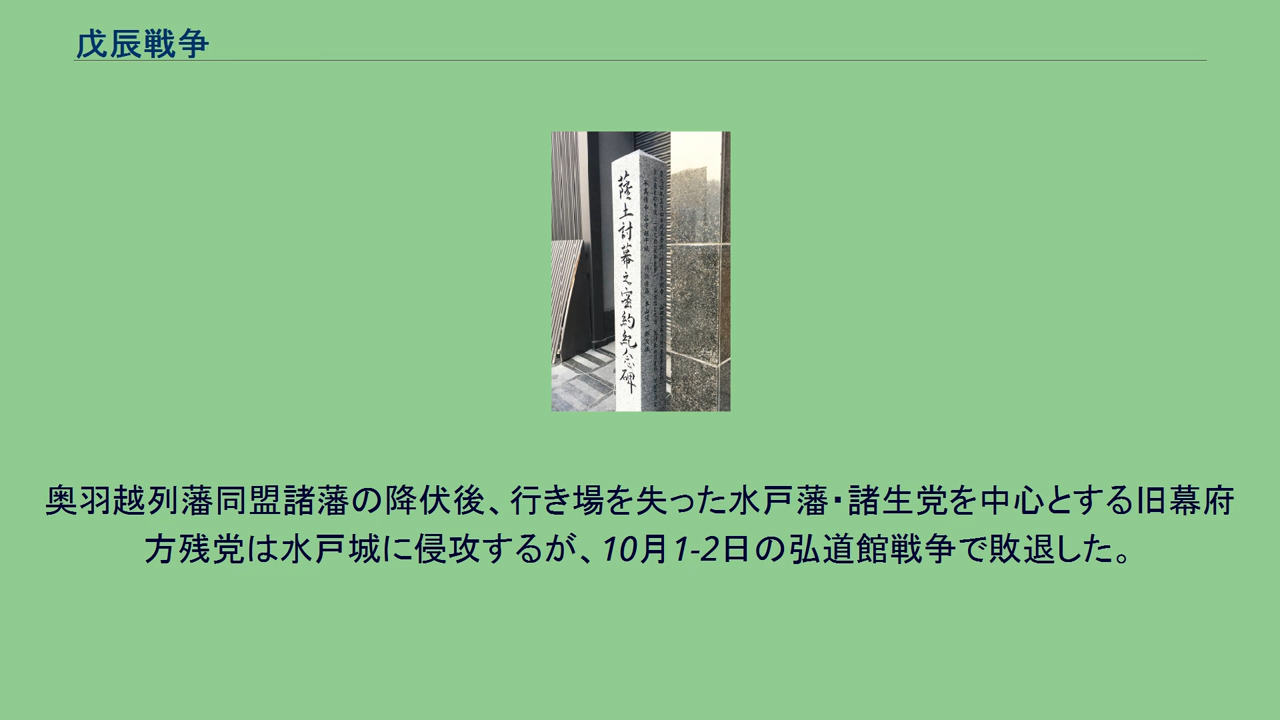 戊辰戦争
薩土討幕之密約紀念碑
奥羽越列藩同盟諸藩の降伏後、行き場を失った水戸藩・諸生党を中心とする旧幕府
方残党は水戸城に侵攻するが、10月1-2日の弘道館戦争で敗退した。